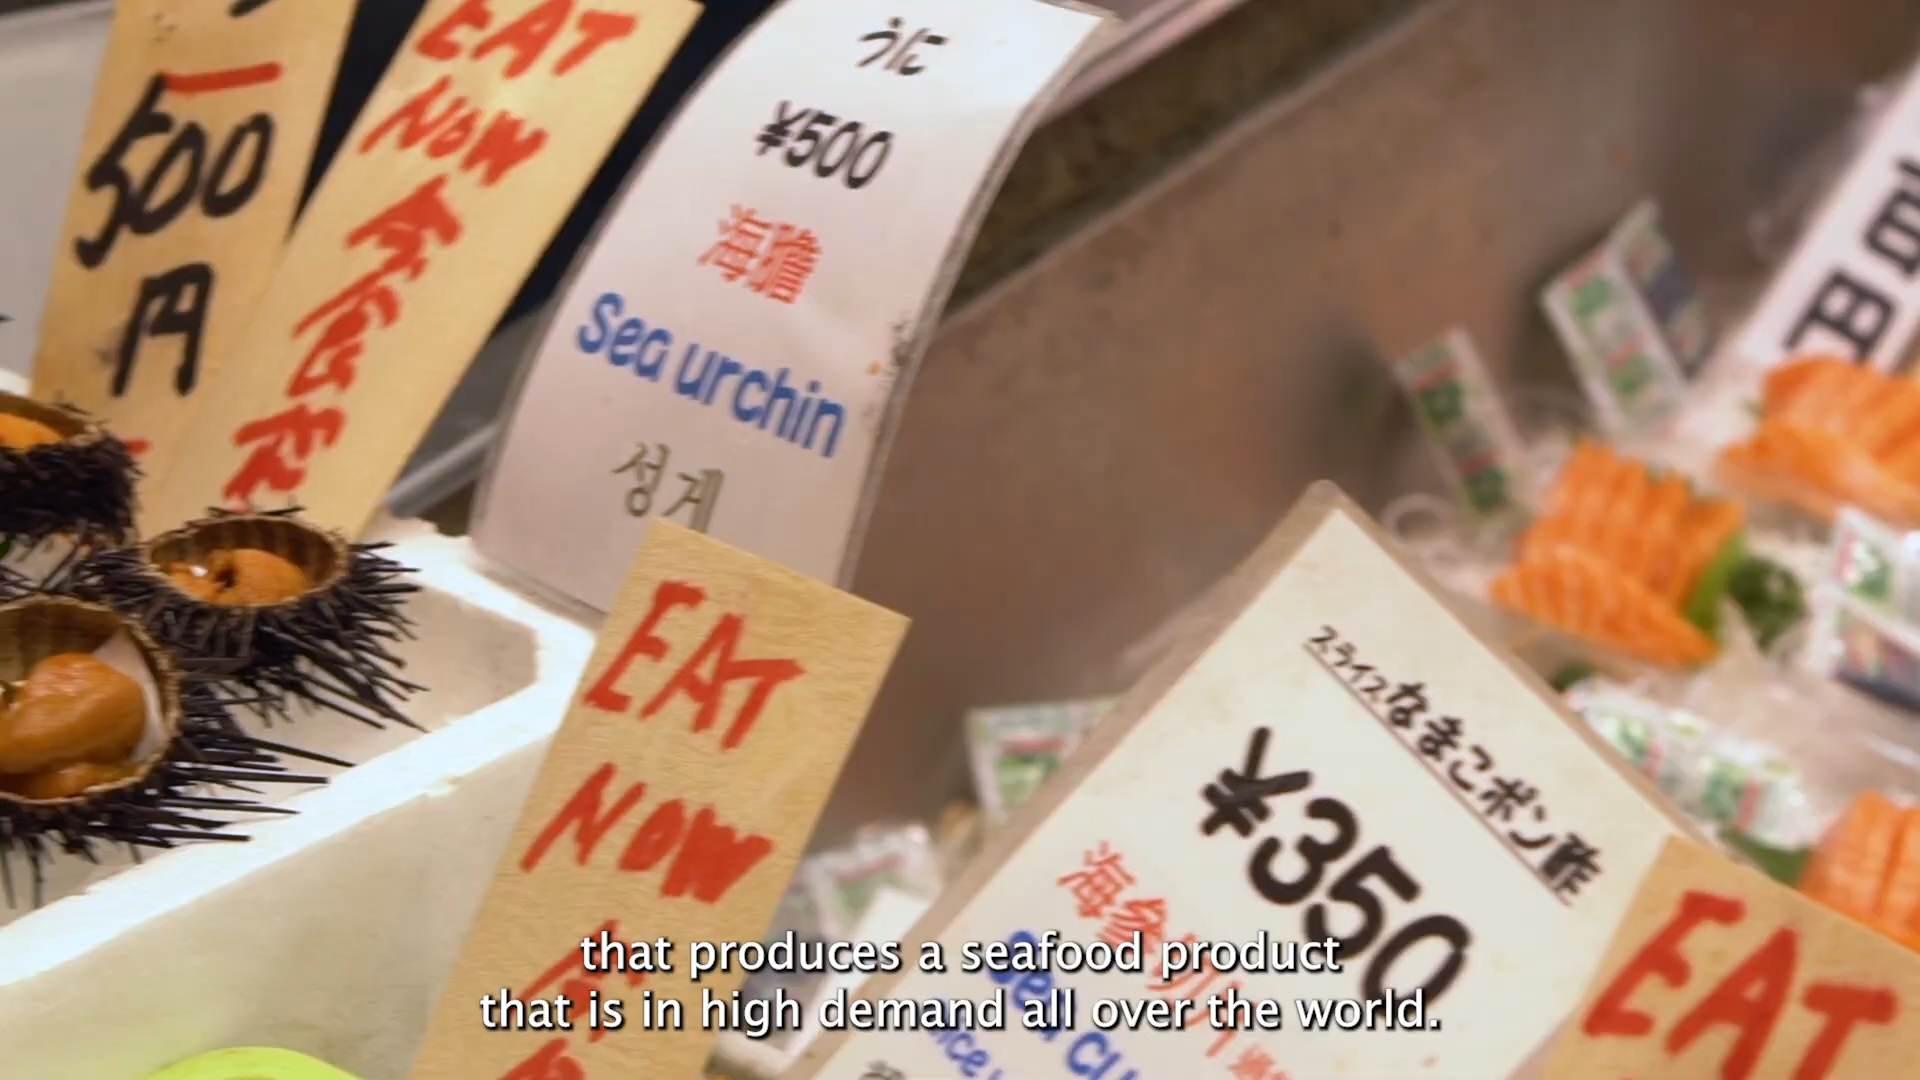 500
円
EAT
NOW
うに
¥500
海膽
Sea urchin
성게
EAT
NOW
スライスなまこポン酢
¥350
海參切片
EAT
that produces a seafood product
that is in high demand all over the world.